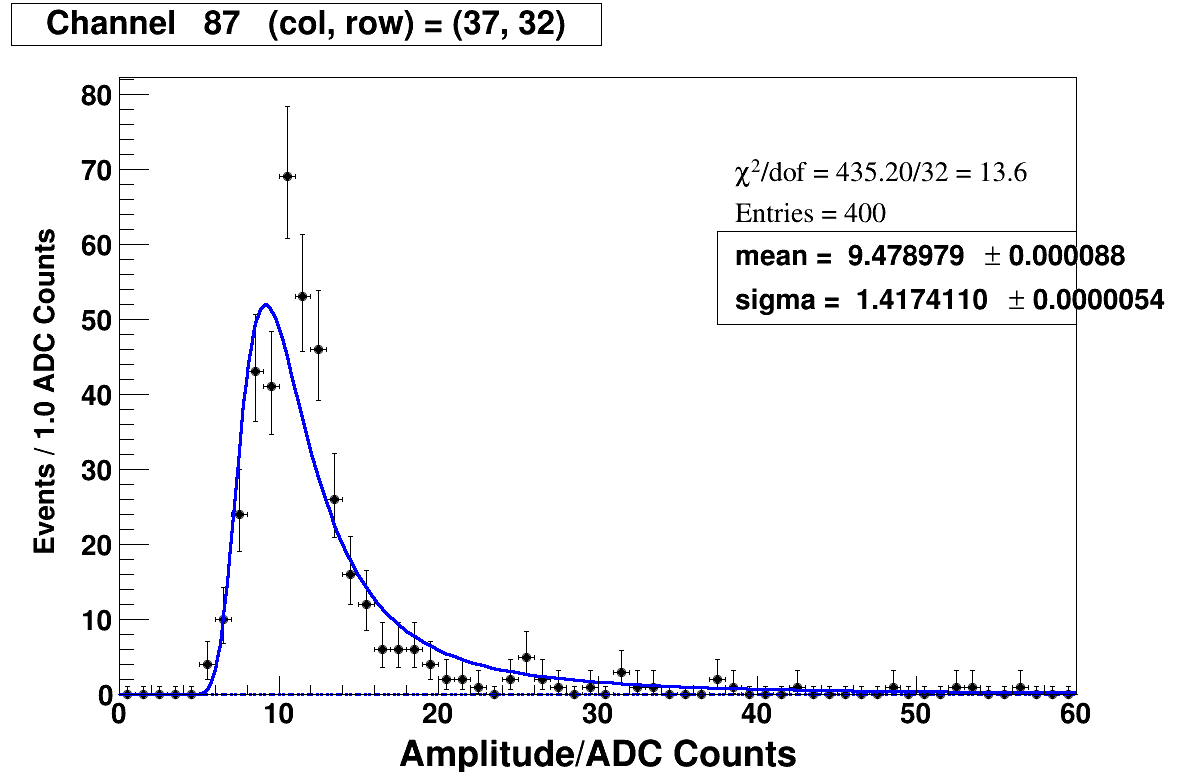 Channel 87 (col, row) = (37, 32)
80
70
60
50
40
30
20
10
0
Events / 1.0 ADC Counts
χ²/dof = 435.20/32 = 13.6
Entries = 400
mean = 9.478979 ± 0.000088
sigma = 1.4174110 ± 0.0000054
0 10 20 30 40 50 60
Amplitude/ADC Counts